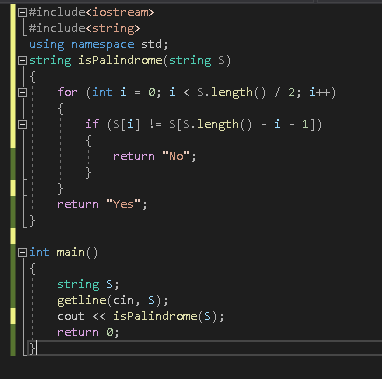 #include<iostream>
#include<string>
using namespace std;
string isPalindrome(string S)
{
for (int i = 0; i < S.length() / 2; i++)
{
if (S[i] != S[S.length() - i - 1])
{
return "No";
}
}
return "Yes";
}
int main()
{
string S;
getline(cin, S);
cout << isPalindrome(S);
return 0;
}